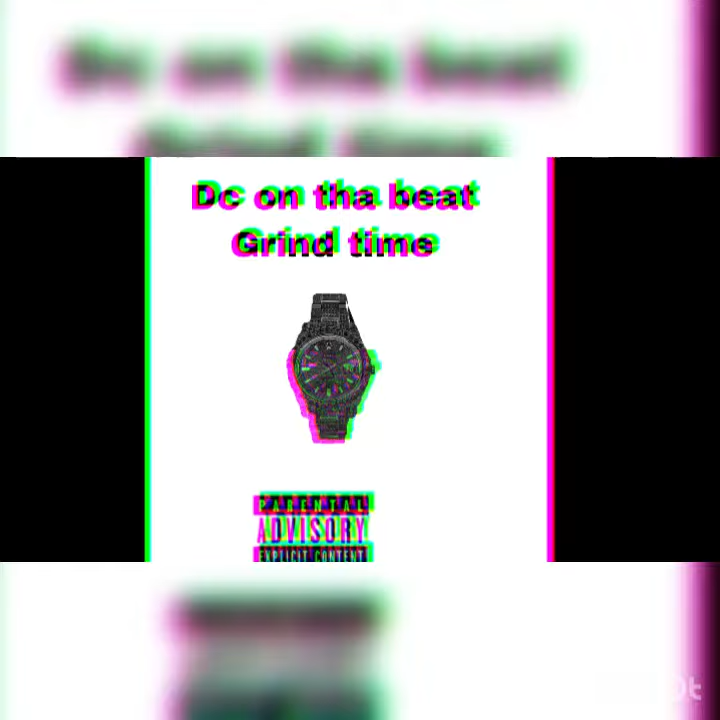 Dc on tha beat
Grind time
PARENTAL
ADVISORY
EXPLICIT CONTENT